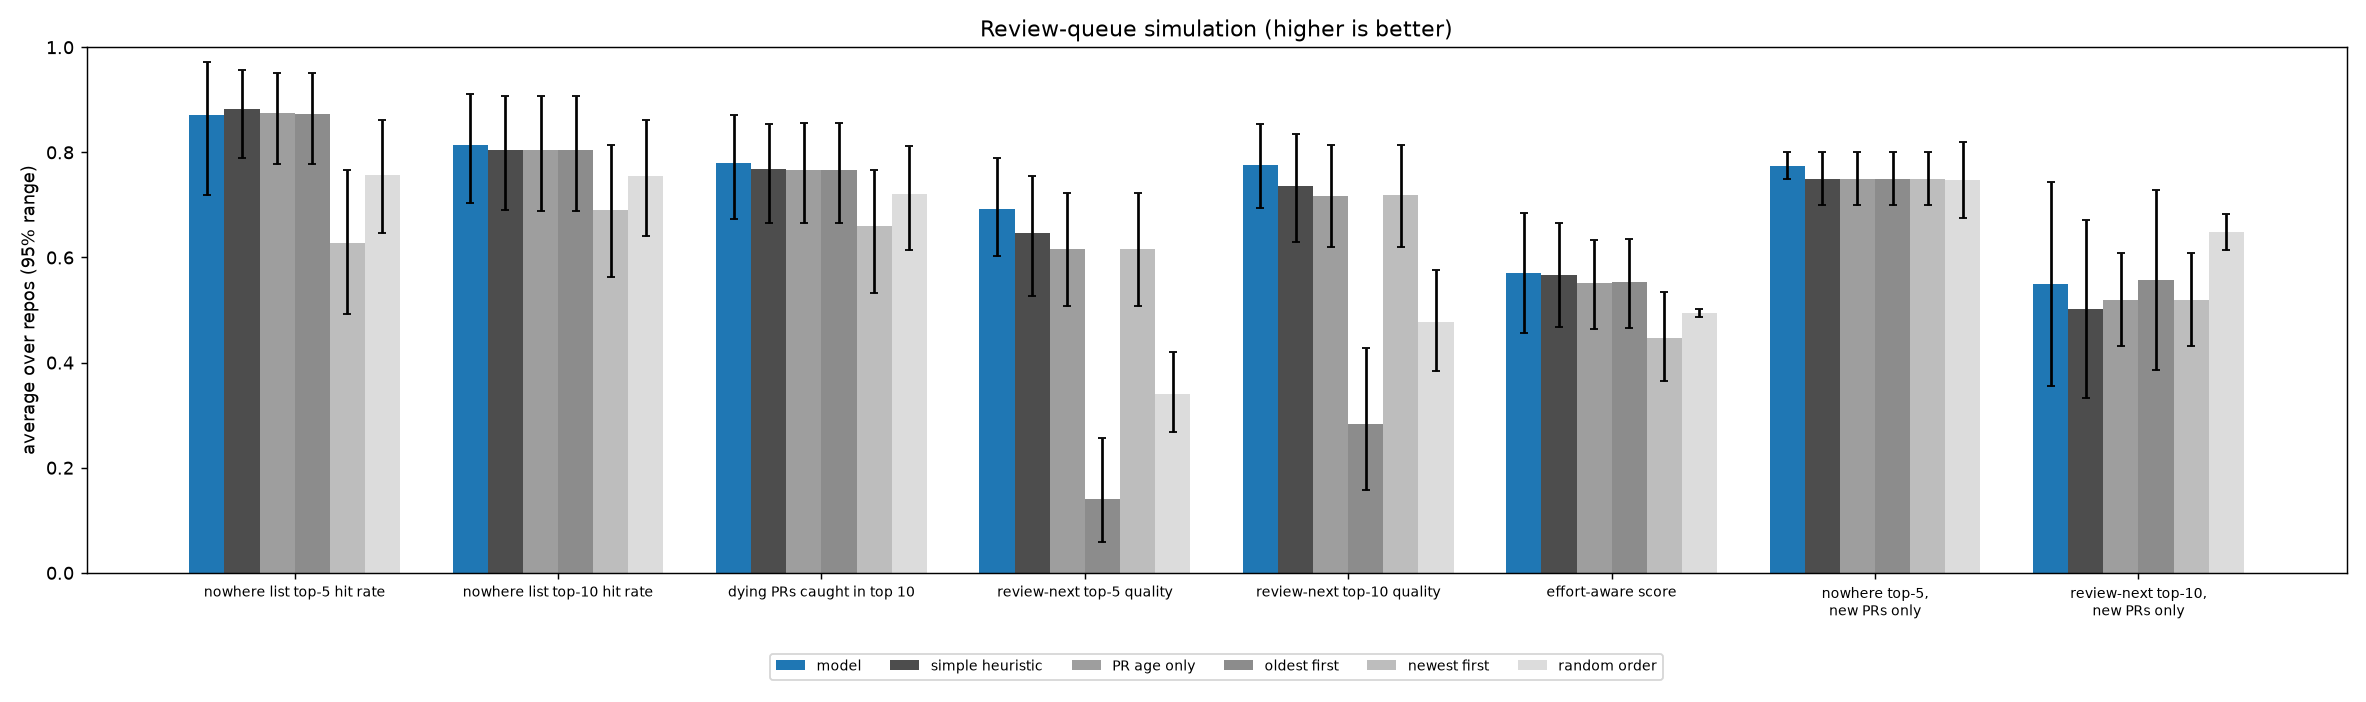 Review-queue simulation (higher is better)
average over repos (95% range)
1.0
0.8
0.6
0.4
0.2
0.0
nowhere list top-5 hit rate
nowhere list top-10 hit rate
dying PRs caught in top 10
review-next top-5 quality
review-next top-10 quality
effort-aware score
nowhere top-5,
new PRs only
review-next top-10,
new PRs only
model
simple heuristic
PR age only
oldest first
newest first
random order